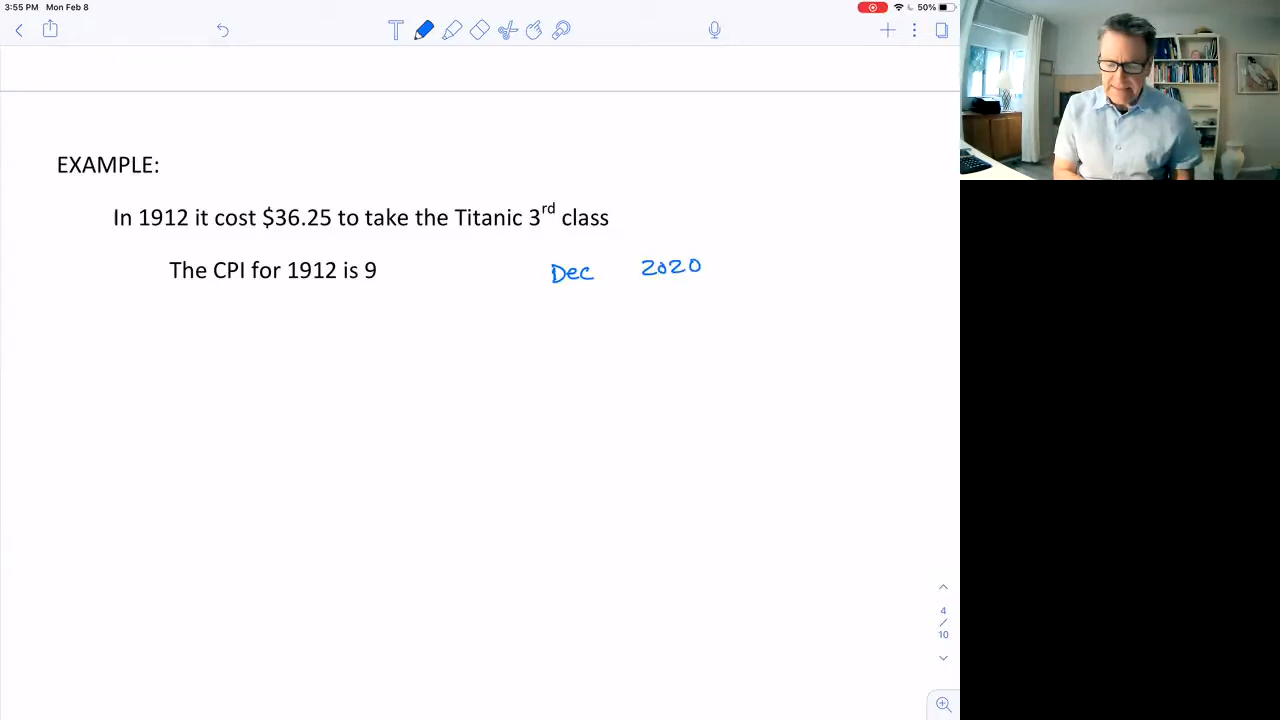 3:55 PM Mon Feb 8 50%
EXAMPLE:
In 1912 it cost $36.25 to take the Titanic 3rd class
The CPI for 1912 is 9 Dec 2020
4
/
10